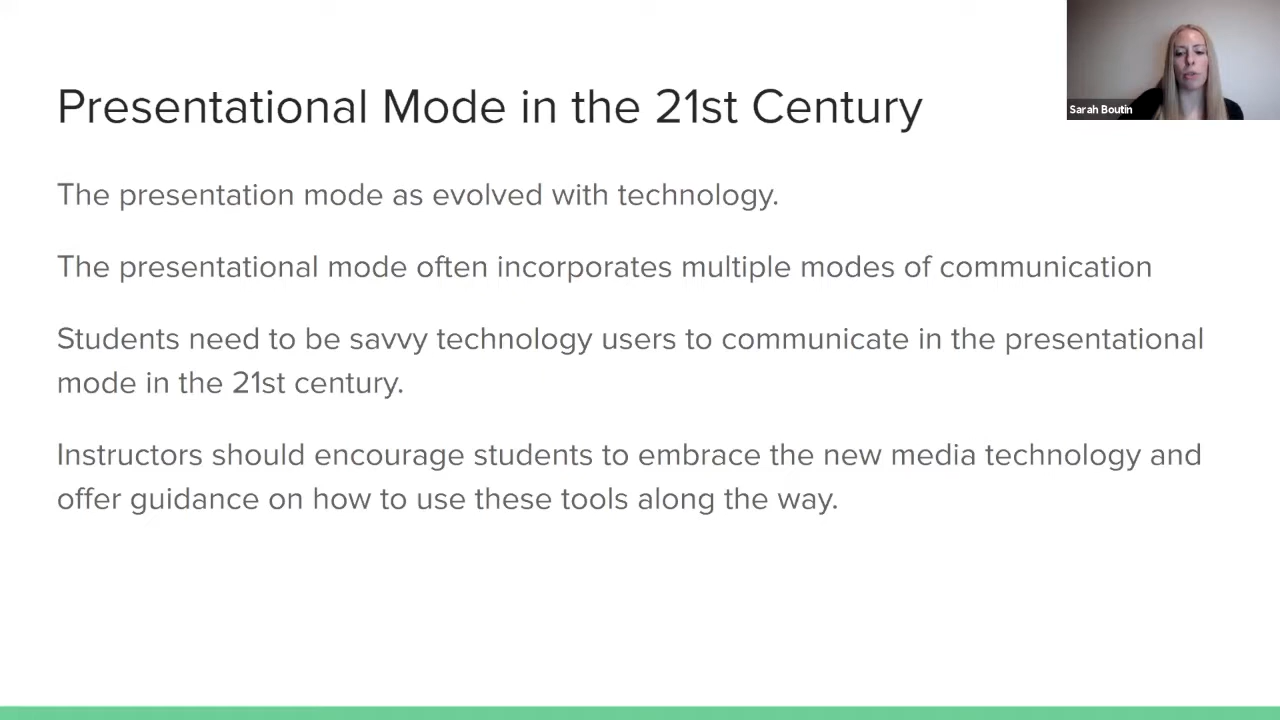 Presentational Mode in the 21st Century
Sarah Boutin
The presentation mode as evolved with technology.
The presentational mode often incorporates multiple modes of communication
Students need to be savvy technology users to communicate in the presentational
mode in the 21st century.
Instructors should encourage students to embrace the new media technology and
offer guidance on how to use these tools along the way.